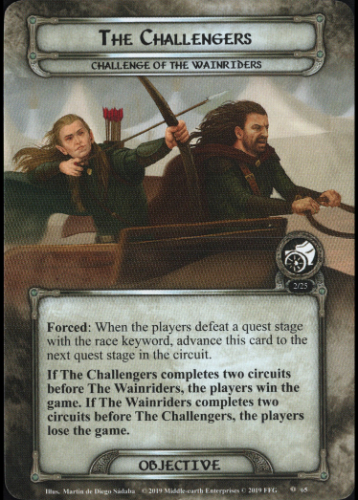 The Challengers
Challenge of the Wainriders
2/25
Forced: When the players defeat a quest stage
with the race keyword, advance this card to the
next quest stage in the circuit.
If The Challengers completes two circuits
before The Wainriders, the players win the
game. If The Wainriders completes two
circuits before The Challengers, the players
lose the game.
Illus. Martin de Diego Sádaba ©2019 Middle-earth Enterprises ©2019 FFG
Objective